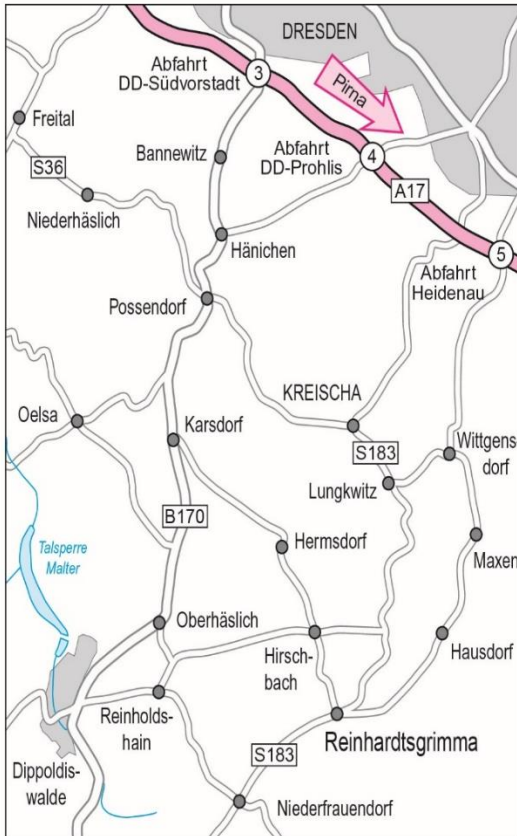 DRESDEN
Abfahrt
DD-Südvorstadt
3
Pirna
Freital
Abfahrt
DD-Prohlis
4
Bannewitz
S36
A17
Niederhäslich
Hänichen
5
Abfahrt
Heidenau
Possendorf
KREISCHA
Oelsa
Karsdorf
S183
Wittgens-
dorf
Lungkwitz
B170
Talsperre
Malter
Hermsdorf
Maxen
Oberhäslich
Hirsch-
bach
Hausdorf
Reinholds-
hain
Reinhardtsgrimma
S183
Dippoldis-
walde
Niederfrauendorf